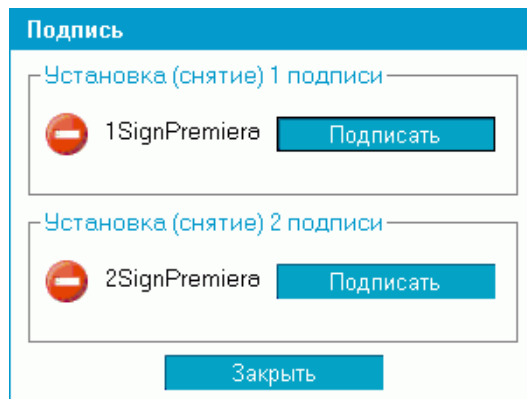 Подпись
Установка (снятие) 1 подписи
1SignPremiera Подписать
Установка (снятие) 2 подписи
2SignPremiera Подписать
Закрыть